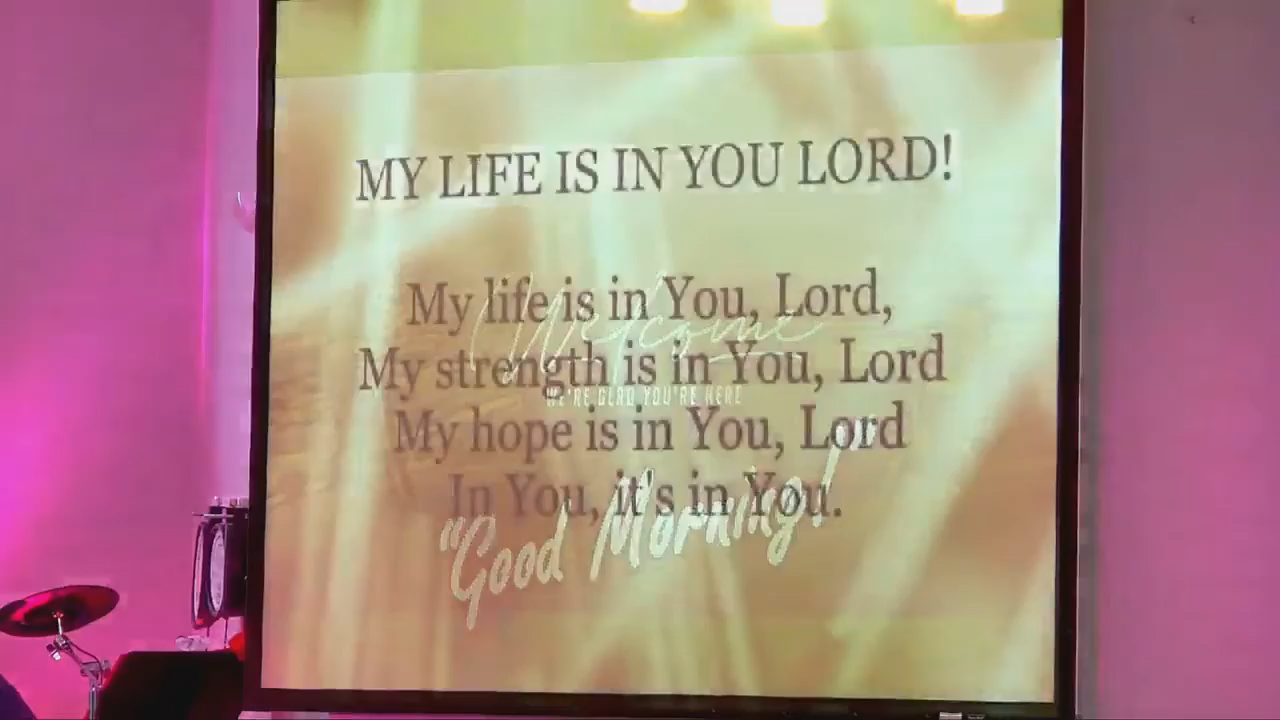 MY LIFE IS IN YOU LORD!
My life is in You, Lord,
Welcome
My strength is in You, Lord
WE'RE GLAD YOU'RE HERE
My hope is in You, Lord
In You, it's in You.
"Good Morning!"